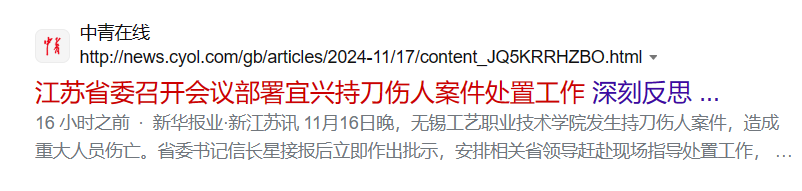 中青在线
http://news.cyol.com/gb/articles/2024-11/17/content_JQ5KRRHZBO.html
江苏省委召开会议部署宜兴持刀伤人案件处置工作 深刻反思 ...
16 小时之前 · 新华报业·新江苏讯 11月16日晚，无锡工艺职业技术学院发生持刀伤人案件，造成
重大人员伤亡。省委书记信长星接报后立即作出批示，安排相关省领导赶赴现场指导处置工作， ...